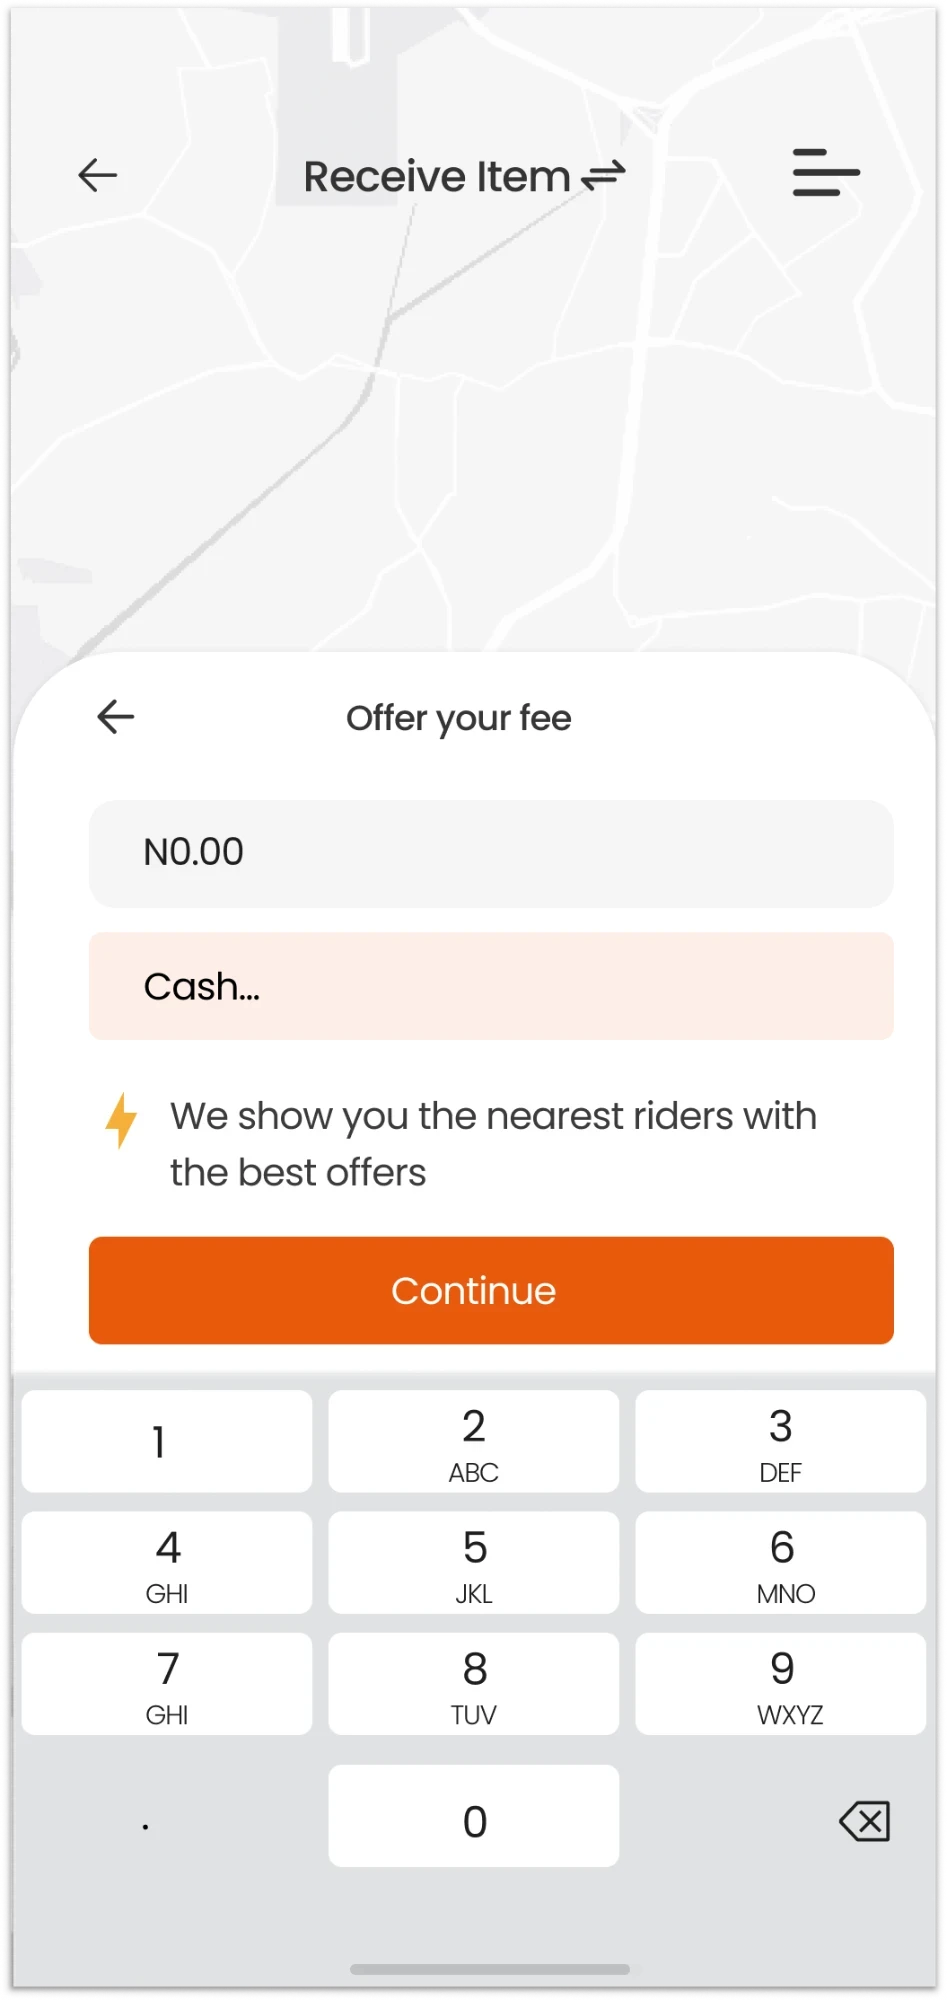 Receive Item
Offer your fee
N0.00
Cash...
We show you the nearest riders with
the best offers
Continue
1
2
ABC
3
DEF
4
GHI
5
JKL
6
MNO
7
GHI
8
TUV
9
WXYZ
.
0